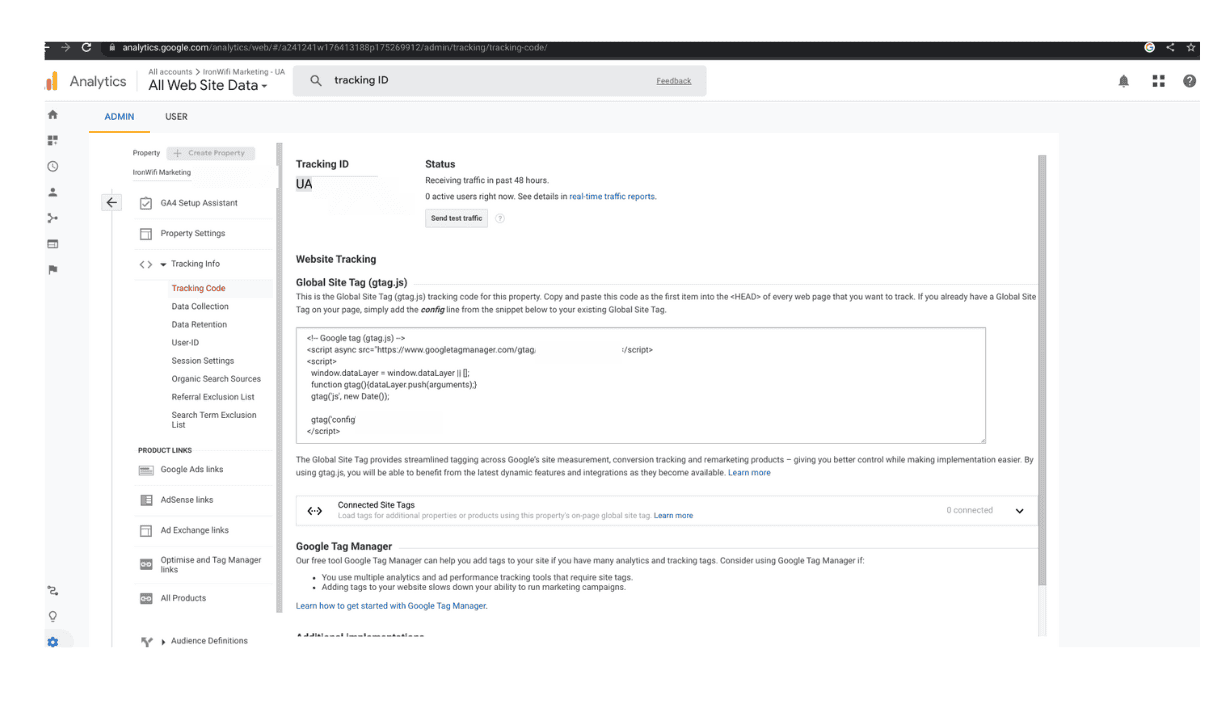 analytics.google.com/analytics/web/#/a241241w176413188p175269912/admin/tracking/tracking-code/
Analytics
All accounts > IronWifi Marketing - UA
All Web Site Data
tracking ID
Feedback
ADMIN
USER
Property
+ Create Property
IronWifi Marketing
GA4 Setup Assistant
Property Settings
< > Tracking Info
Tracking Code
Data Collection
Data Retention
User-ID
Session Settings
Organic Search Sources
Referral Exclusion List
Search Term Exclusion
List
PRODUCT LINKS
Google Ads links
AdSense links
Ad Exchange links
Optimise and Tag Manager
links
All Products
Audience Definitions
Tracking ID
UA
Status
Receiving traffic in past 48 hours.
0 active users right now. See details in real-time traffic reports.
Send test traffic
?
Website Tracking
Global Site Tag (gtag.js)
This is the Global Site Tag (gtag.js) tracking code for this property. Copy and paste this code as the first item into the <HEAD> of every web page that you want to track. If you already have a Global Site
Tag on your page, simply add the config line from the snippet below to your existing Global Site Tag.
<!-- Google tag (gtag.js) -->
<script async src="https://www.googletagmanager.com/gtag/ </script>
<script>
window.dataLayer = window.dataLayer || [];
function gtag(){dataLayer.push(arguments);}
gtag('js', new Date());
gtag('config'
</script>
The Global Site Tag provides streamlined tagging across Google's site measurement, conversion tracking and remarketing products – giving you better control while making implementation easier. By
using gtag.js, you will be able to benefit from the latest dynamic features and integrations as they become available. Learn more
Connected Site Tags
Load tags for additional properties or products using this property's on-page global site tag. Learn more
0 connected
Google Tag Manager
Our free tool Google Tag Manager can help you add tags to your site if you have many analytics and tracking tags. Consider using Google Tag Manager if:
• You use multiple analytics and ad performance tracking tools that require site tags.
• Adding tags to your website slows down your ability to run marketing campaigns.
Learn how to get started with Google Tag Manager.
Additional implementations